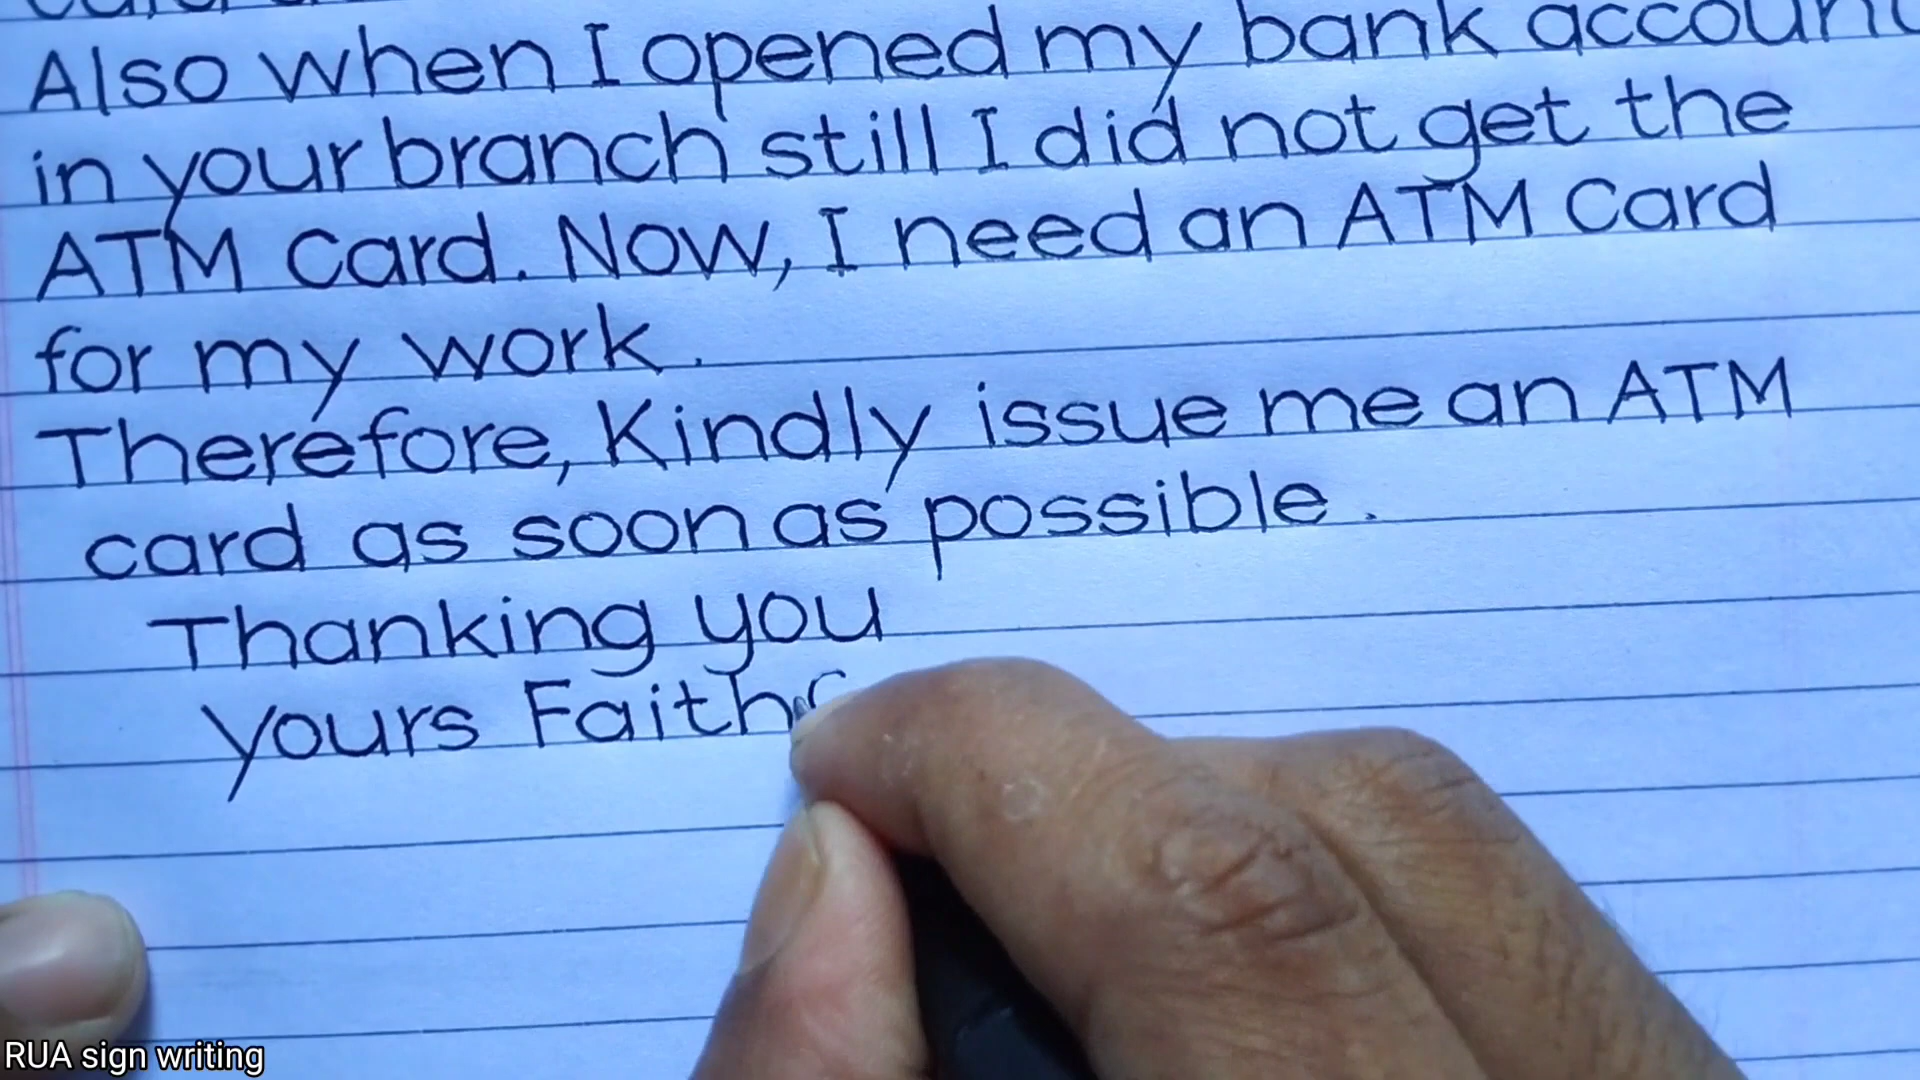 Also when I opened my bank account
in your branch still I did not get the
ATM Card. Now, I need an ATM Card
for my work.
Therefore, Kindly issue me an ATM
card as soon as possible.
Thanking you
yours Faithf
RUA sign writing